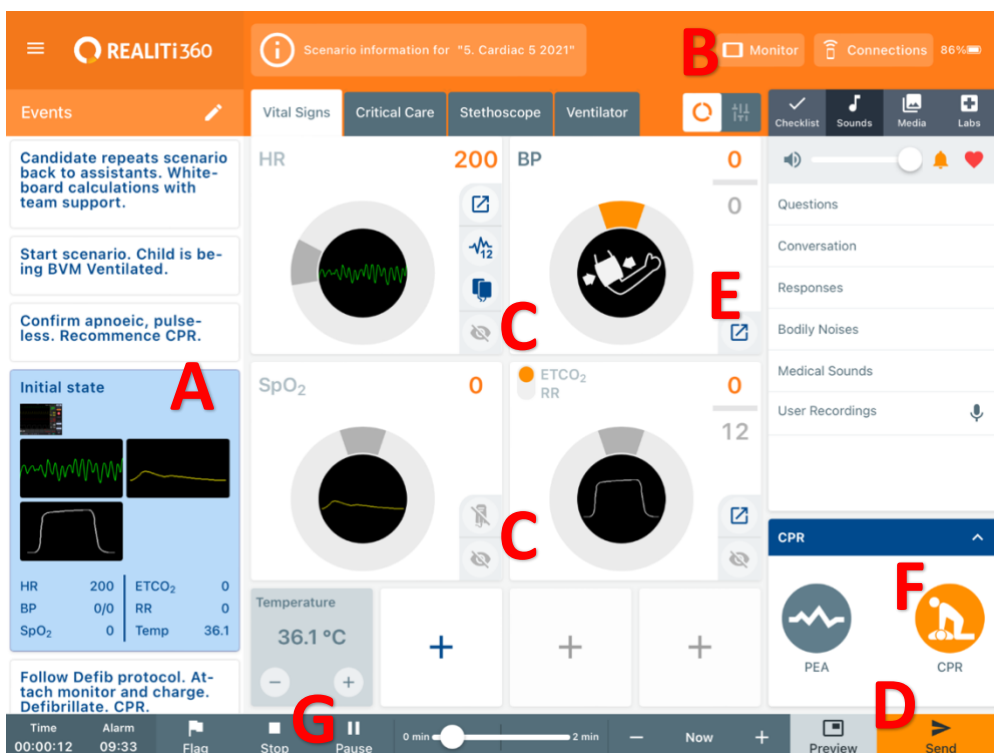 REALITi360
Scenario information for "5. Cardiac 5 2021"
B
Monitor
Connections
86%
Events
Vital Signs
Critical Care
Stethoscope
Ventilator
Checklist
Sounds
Media
Labs
Candidate repeats scenario
back to assistants. White-
board calculations with
team support.
Start scenario. Child is be-
ing BVM Ventilated.
Confirm apnoeic, pulse-
less. Recommence CPR.
A
Initial state
HR 200
BP 0/0
SpO2 0
ETCO2 0
RR 0
Temp 36.1
Follow Defib protocol. At-
tach monitor and charge.
Defibrillate. CPR.
HR
200
12
C
BP
0
0
E
SpO2
0
C
ETCO2
RR
0
12
Temperature
36.1 °C
−
+
+
+
+
Questions
Conversation
Responses
Bodily Noises
Medical Sounds
User Recordings
CPR
F
PEA
CPR
Time
00:00:12
Alarm
09:33
Flag
Stop
G
Pause
0 min
2 min
−
Now
+
Preview
D
Send